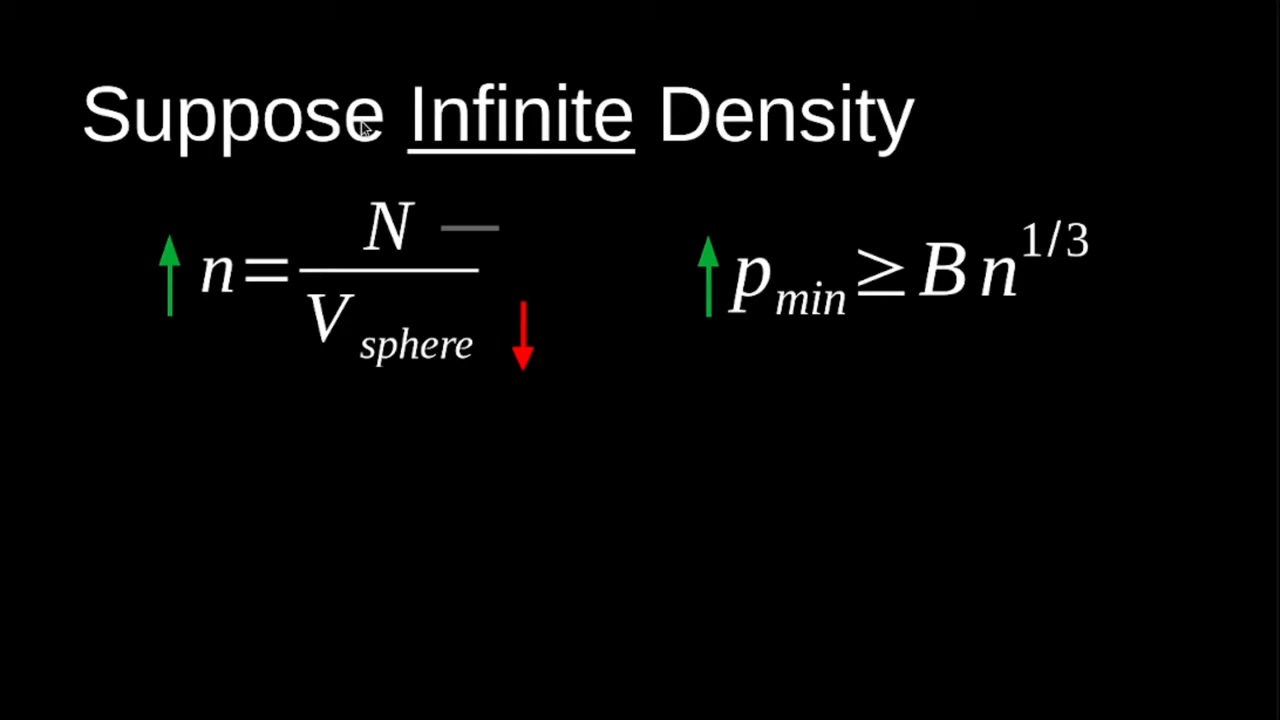 Suppose Infinite Density
n = N / V_sphere
p_min ≥ B n^1/3